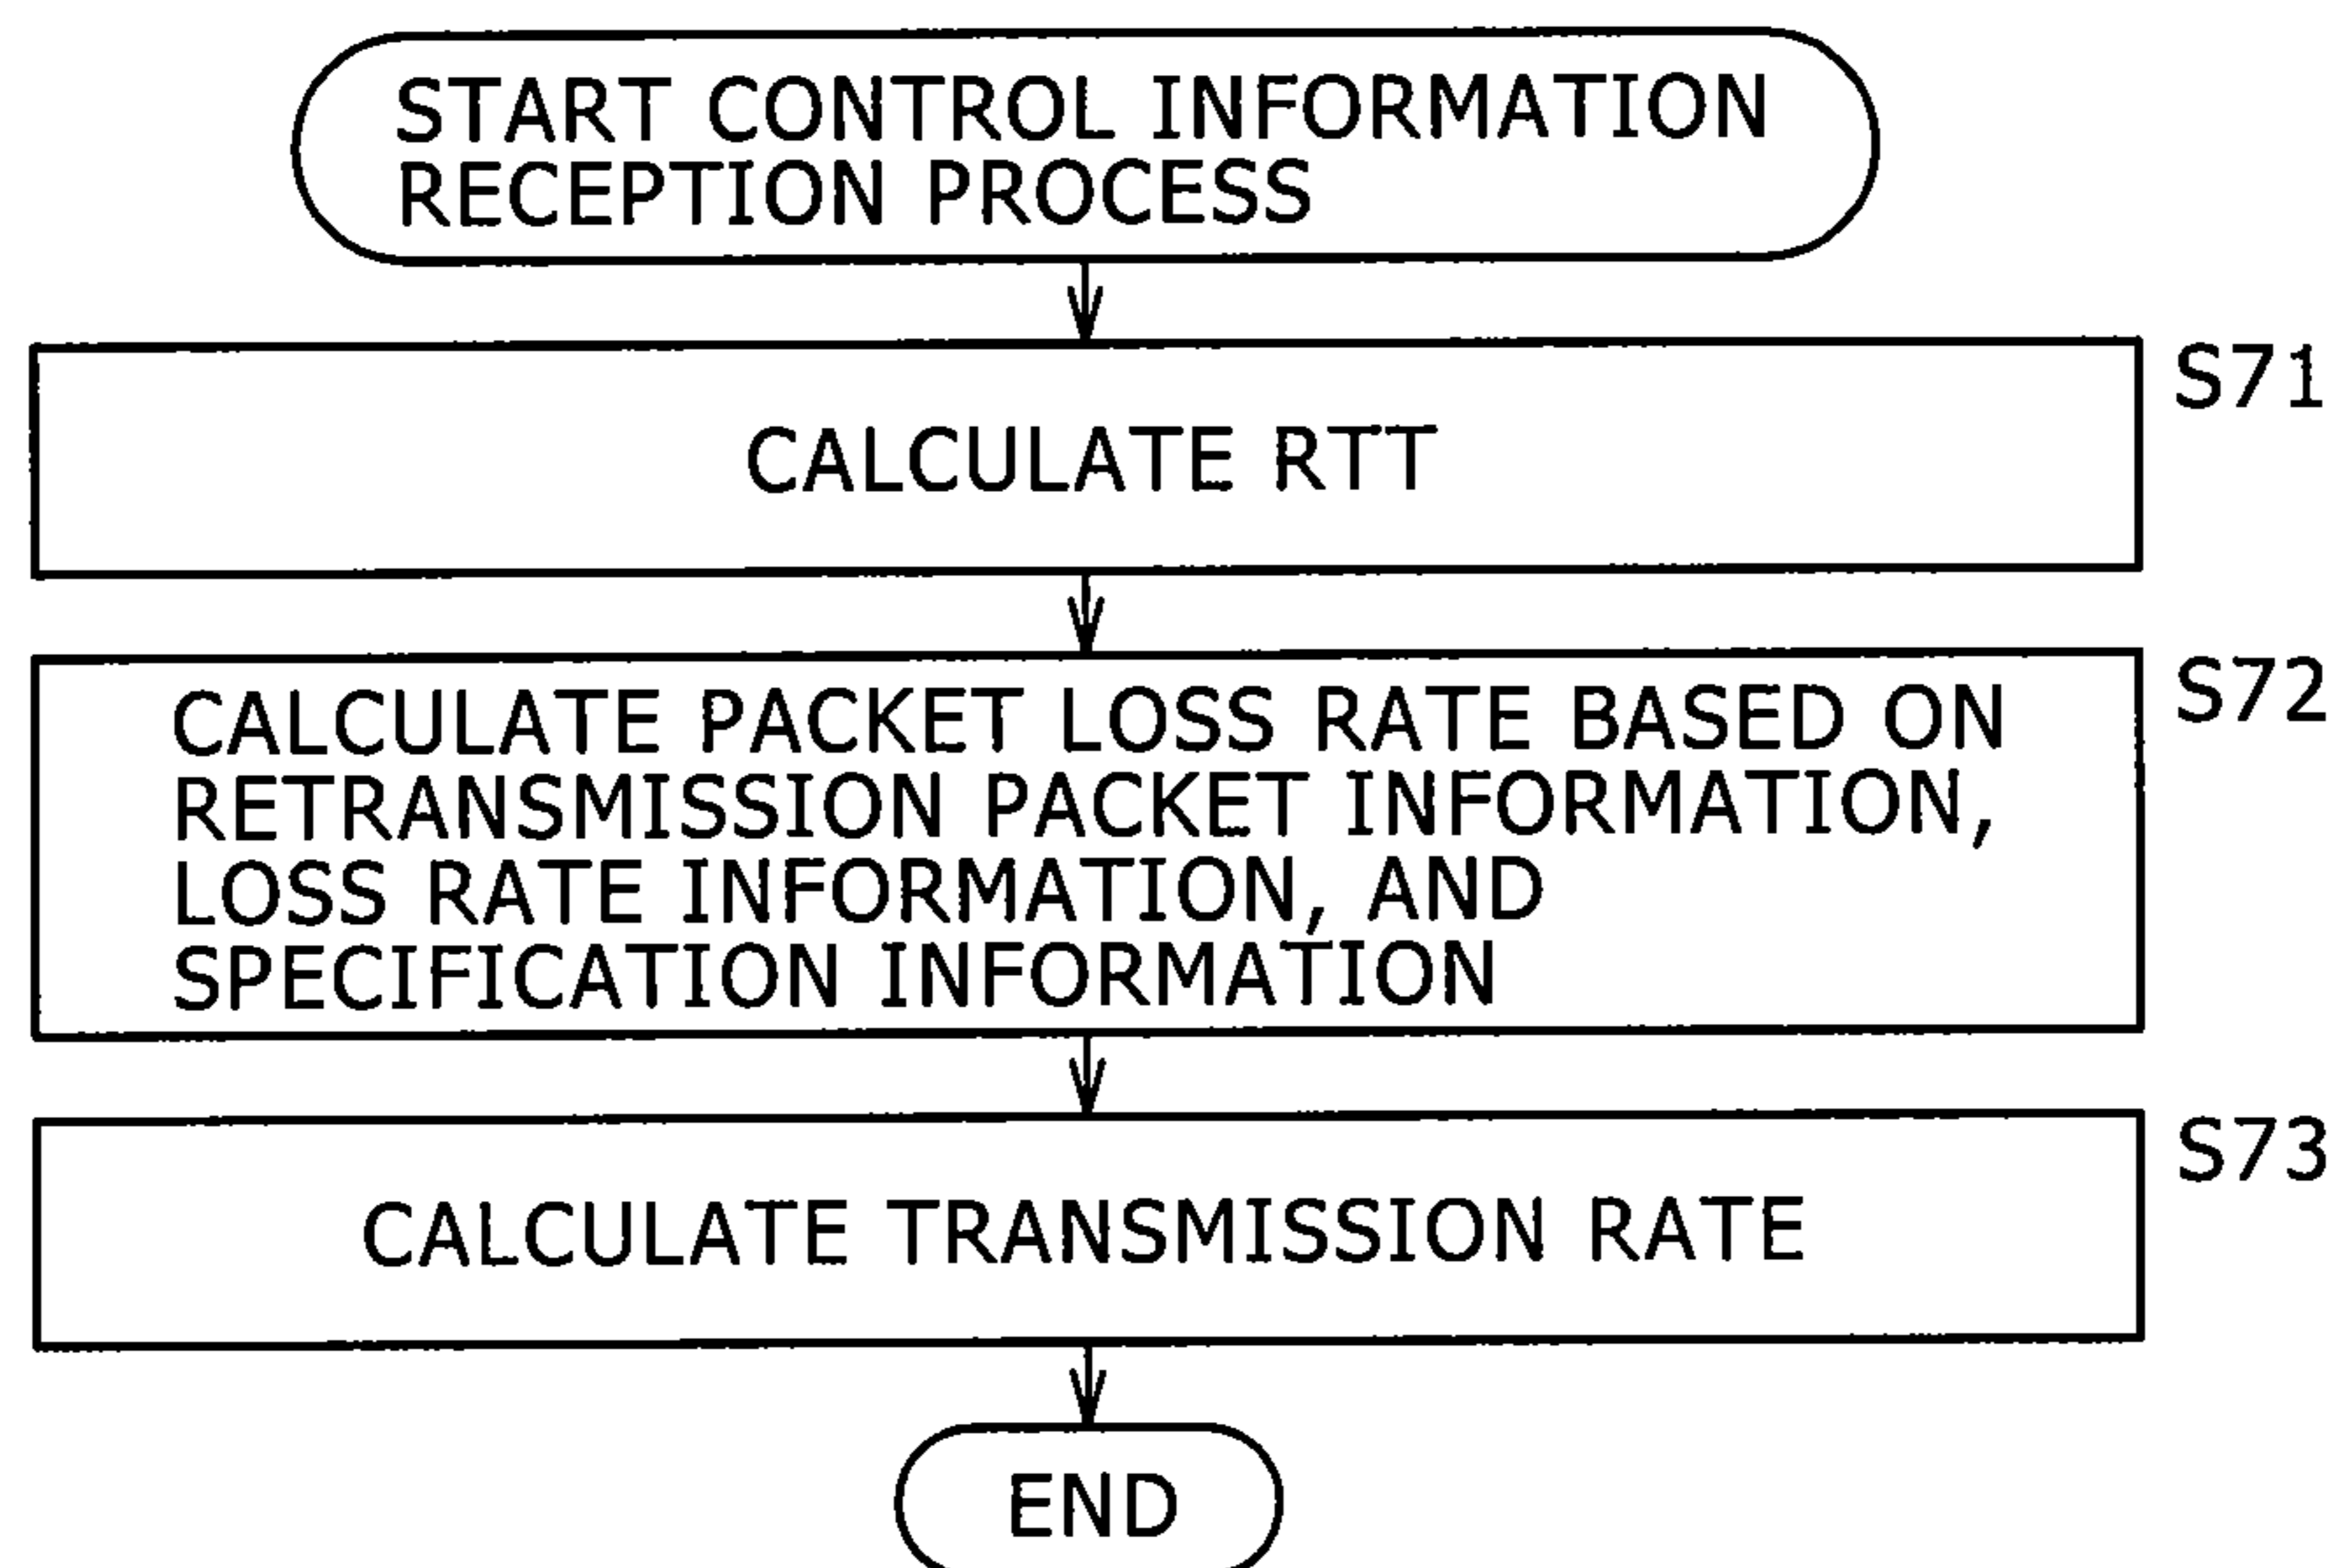 START CONTROL INFORMATION
RECEPTION PROCESS
S71
CALCULATE RTT
S72
CALCULATE PACKET LOSS RATE BASED ON
RETRANSMISSION PACKET INFORMATION,
LOSS RATE INFORMATION, AND
SPECIFICATION INFORMATION
S73
CALCULATE TRANSMISSION RATE
END